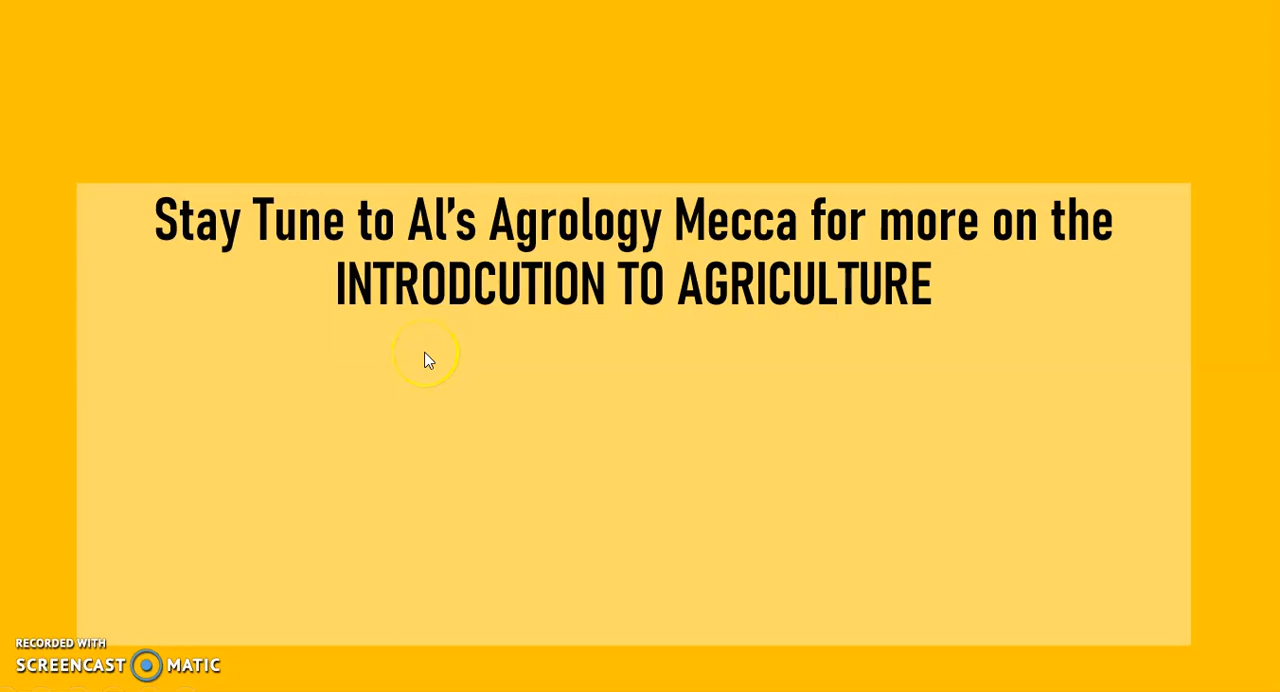 Stay Tune to Al’s Agrology Mecca for more on the
INTRODCUTION TO AGRICULTURE
RECORDED WITH
SCREENCAST MATIC